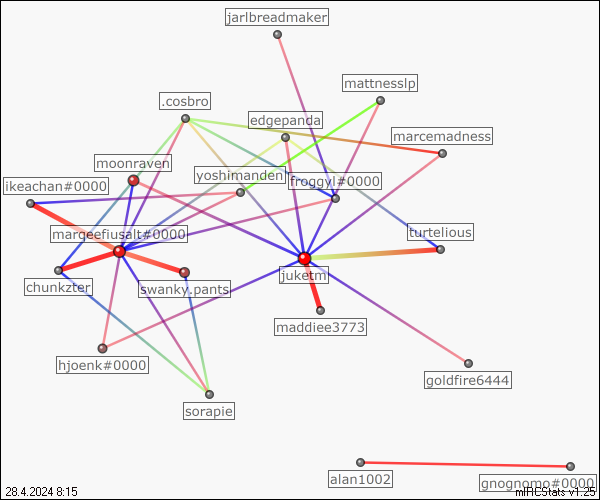 jarlbreadmaker
mattnesslp
.cosbro
edgepanda
marcemadness
moonraven
yoshimanden
froggyl#0000
ikeachan#0000
marqeefiusalt#0000
turtelious
juketm
chunkzter
swanky.pants
maddiee3773
hjoenk#0000
goldfire6444
sorapie
alan1002
gnognomo#0000
28.4.2024 8:15
mIRCStats v1.25